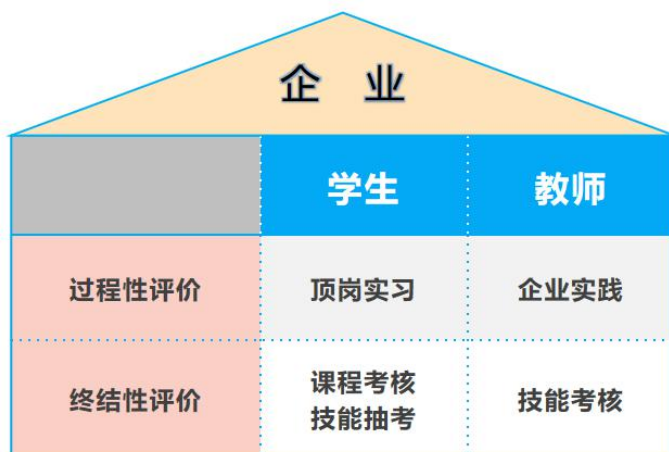 企 业
学生 教师
过程性评价 顶岗实习 企业实践
终结性评价 课程考核 技能抽考 技能考核